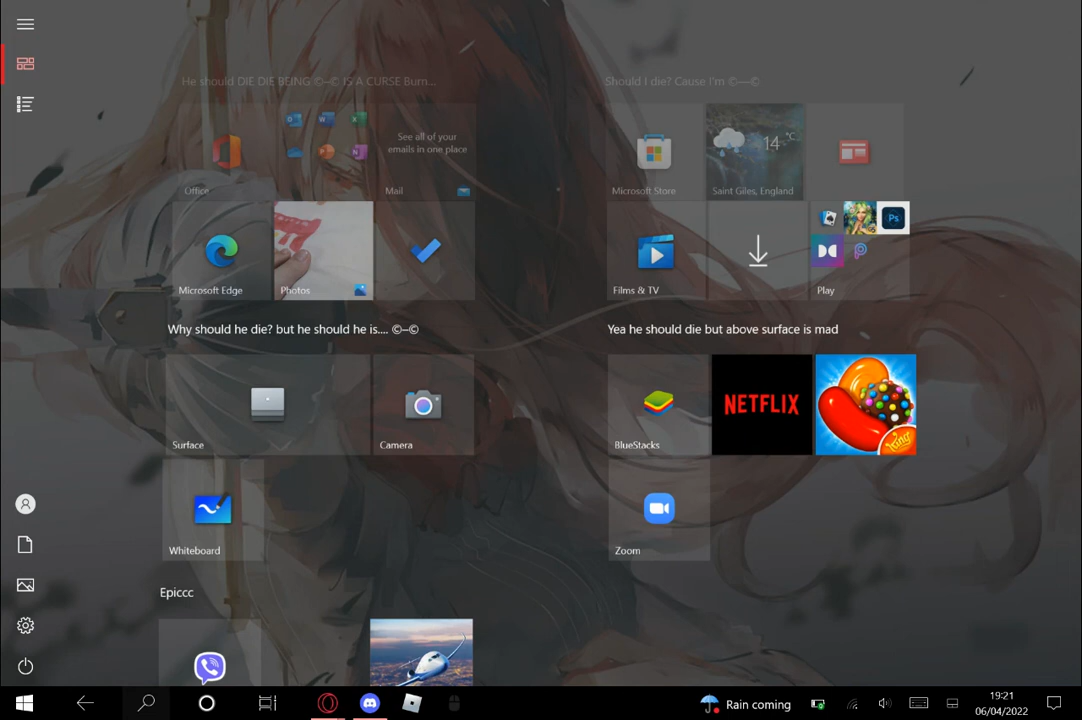 He should DIE DIE BEING ©–© IS A CURSE Burn...
Should I die? Cause I'm ©—©
See all of your
emails in one place
14 °C
Office
Mail
Microsoft Store
Saint Giles, England
Ps
Microsoft Edge
Photos
Films & TV
Play
Why should he die? but he should he is.... ©–©
Yea he should die but above surface is mad
NETFLIX
King
Surface
Camera
BlueStacks
Whiteboard
Zoom
Epiccc
Rain coming
19:21
06/04/2022